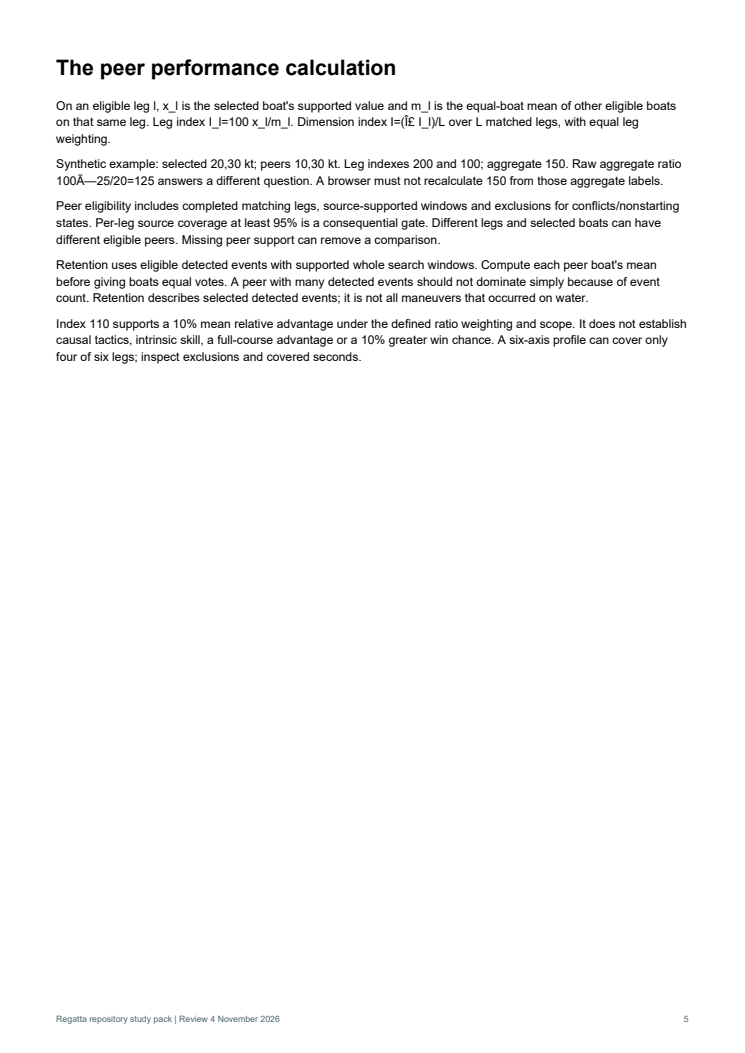 The peer performance calculation
On an eligible leg l, x_l is the selected boat's supported value and m_l is the equal-boat mean of other eligible boats
on that same leg. Leg index I_l=100 x_l/m_l. Dimension index I=(Î£ I_l)/L over L matched legs, with equal leg
weighting.
Synthetic example: selected 20,30 kt; peers 10,30 kt. Leg indexes 200 and 100; aggregate 150. Raw aggregate ratio
100Ã—25/20=125 answers a different question. A browser must not recalculate 150 from those aggregate labels.
Peer eligibility includes completed matching legs, source-supported windows and exclusions for conflicts/nonstarting
states. Per-leg source coverage at least 95% is a consequential gate. Different legs and selected boats can have
different eligible peers. Missing peer support can remove a comparison.
Retention uses eligible detected events with supported whole search windows. Compute each peer boat's mean
before giving boats equal votes. A peer with many detected events should not dominate simply because of event
count. Retention describes selected detected events; it is not all maneuvers that occurred on water.
Index 110 supports a 10% mean relative advantage under the defined ratio weighting and scope. It does not establish
causal tactics, intrinsic skill, a full-course advantage or a 10% greater win chance. A six-axis profile can cover only
four of six legs; inspect exclusions and covered seconds.
Regatta repository study pack | Review 4 November 2026
5